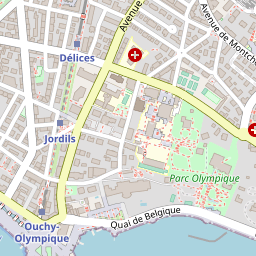 Avenue
Avenue de Montch
Délices
Jordils
Parc Olympique
Ouchy-
Olympique
Quai de Belgique